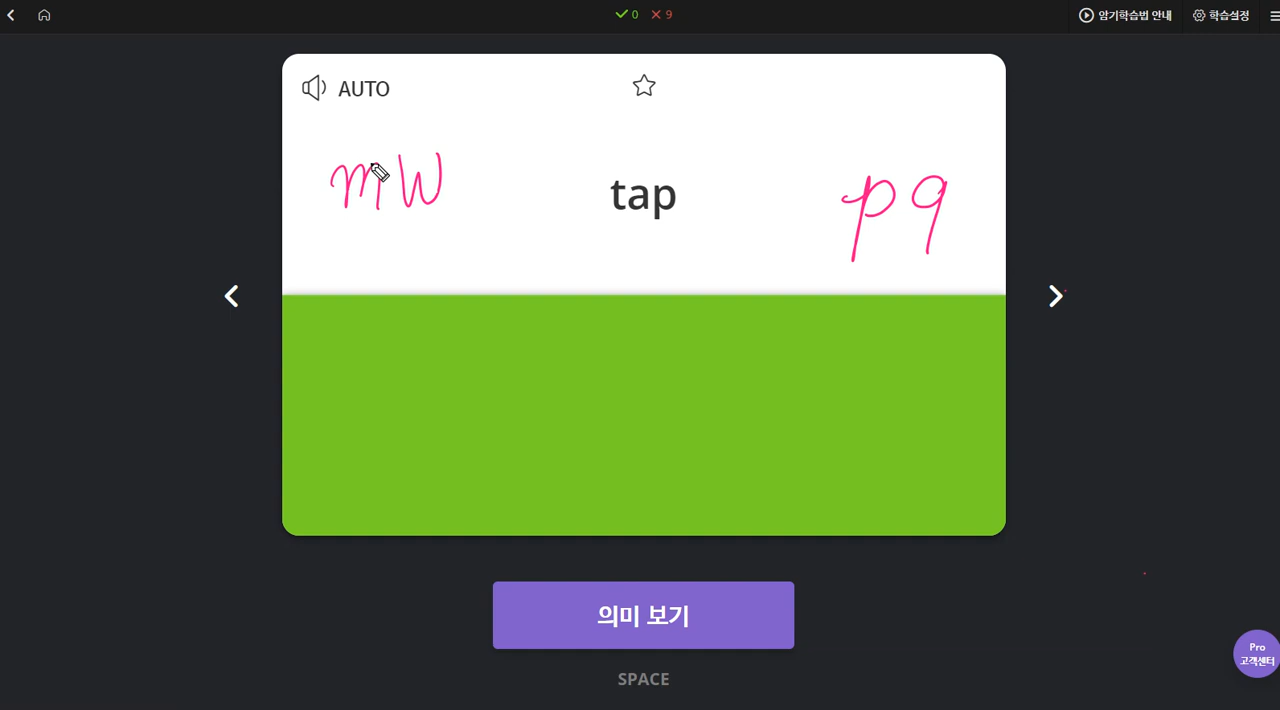 0 9 암기학습법 안내 학습설정
AUTO
mW tap pq
의미 보기
SPACE
Pro
고객센터